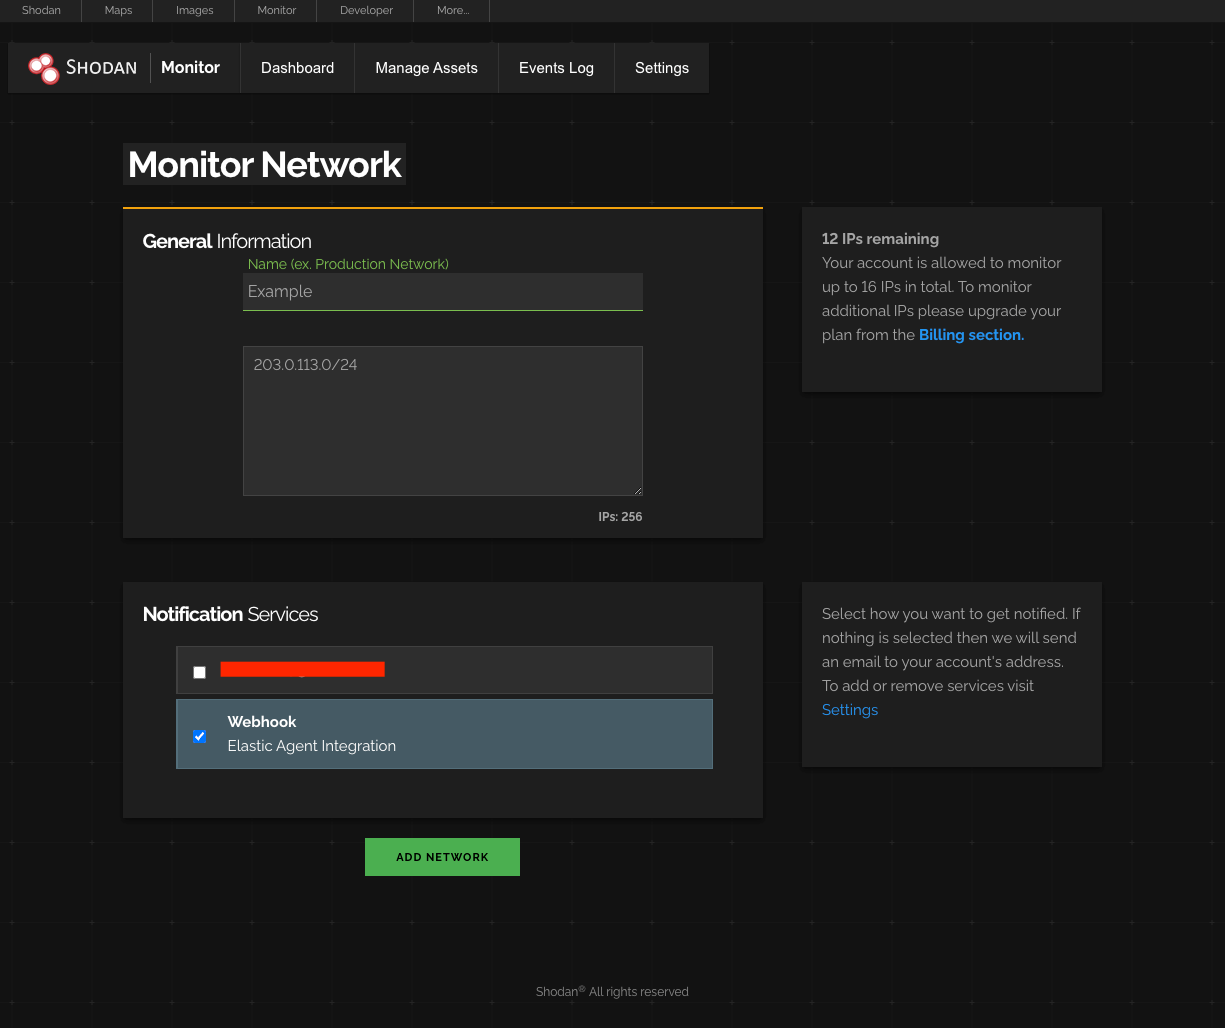 Shodan Maps Images Monitor Developer More...
SHODAN Monitor Dashboard Manage Assets Events Log Settings
Monitor Network
General Information
Name (ex. Production Network)
Example
203.0.113.0/24
IPs: 256
12 IPs remaining
Your account is allowed to monitor
up to 16 IPs in total. To monitor
additional IPs please upgrade your
plan from the Billing section.
Notification Services
Webhook
Elastic Agent Integration
Select how you want to get notified. If
nothing is selected then we will send
an email to your account's address.
To add or remove services visit
Settings
ADD NETWORK
Shodan® All rights reserved